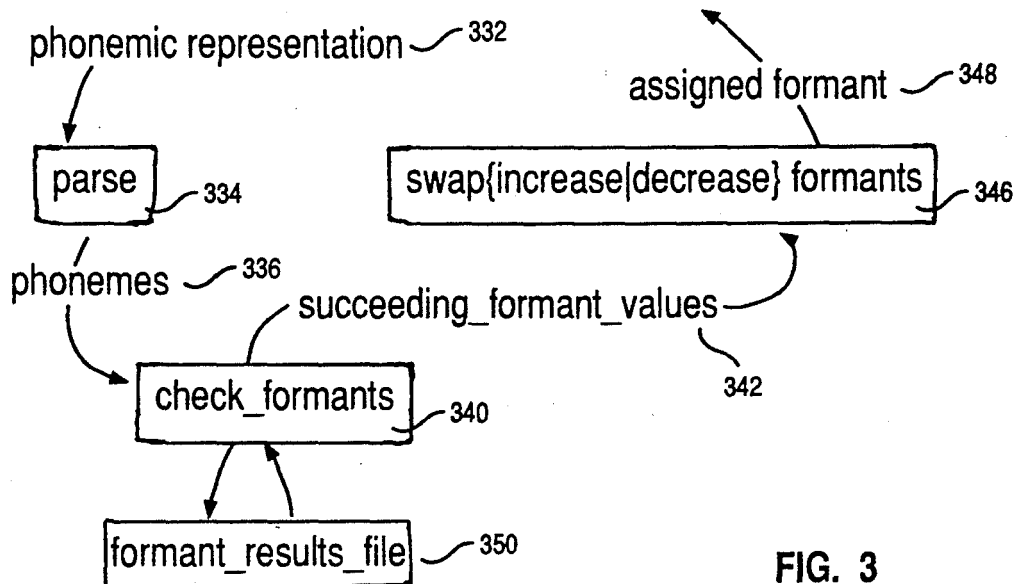 phonemic representation 332
assigned formant 348
parse 334
swap{increase|decrease} formants 346
phonemes 336
succeeding_formant_values 342
check_formants 340
formant_results_file 350
FIG. 3